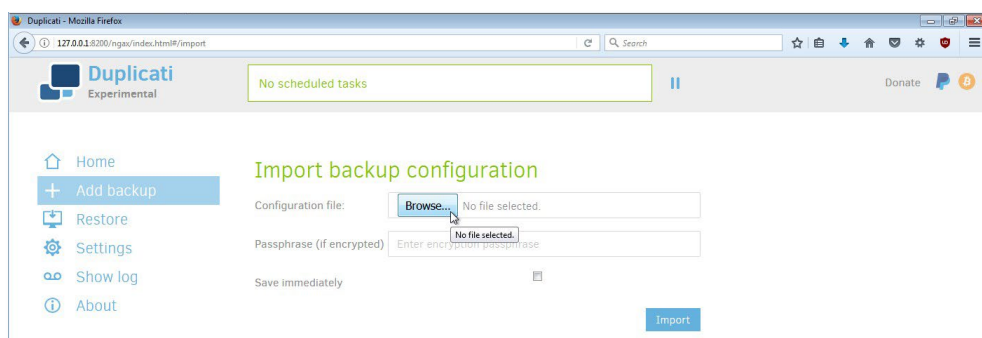 Duplicati - Mozilla Firefox
127.0.0.1:8200/ngax/index.html#/import
Search
Duplicati
Experimental
No scheduled tasks
Donate
Home
Add backup
Restore
Settings
Show log
About
Import backup configuration
Configuration file:
Browse... No file selected.
No file selected.
Passphrase (if encrypted) Enter encryption passphrase
Save immediately
Import